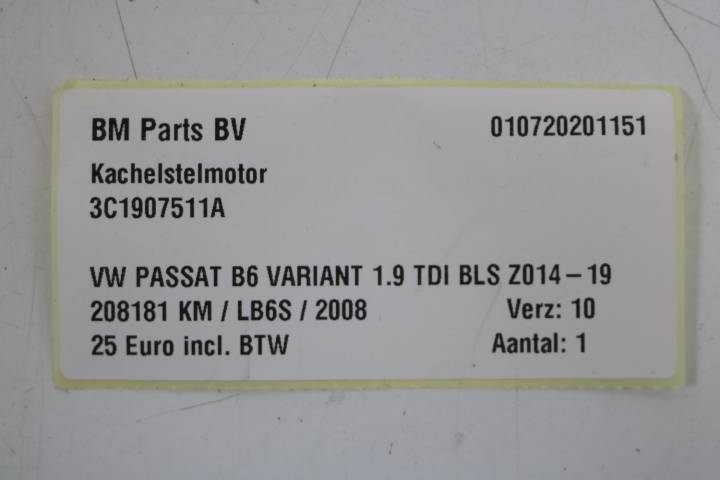 BM Parts BV 010720201151
Kachelstelmotor
3C1907511A
VW PASSAT B6 VARIANT 1.9 TDI BLS Z014-19
208181 KM / LB6S / 2008 Verz: 10
25 Euro incl. BTW Aantal: 1